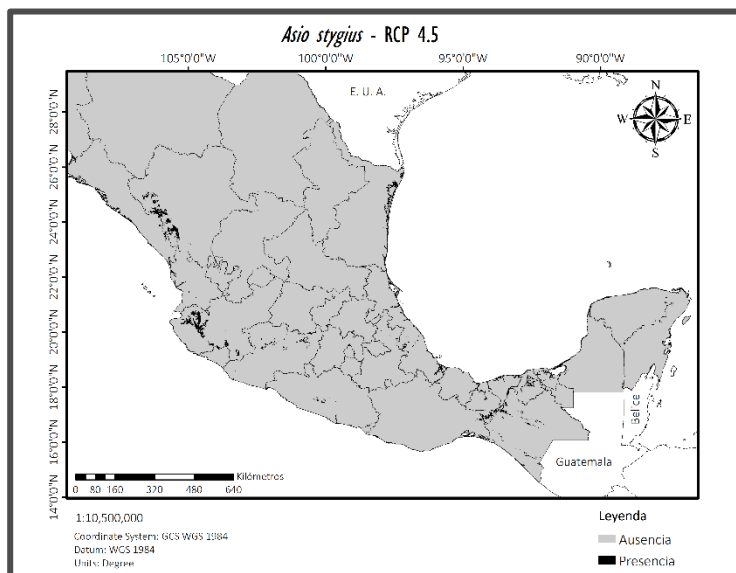 Asio stygius - RCP 4.5
105°0'0"W 100°0'0"W 95°0'0"W 90°0'0"W
E. U. A.
N
W E
S
28°0'0"N
26°0'0"N
24°0'0"N
22°0'0"N
20°0'0"N
18°0'0"N
16°0'0"N
14°0'0"N
Belice
Guatemala
Kilómetros
0 80 160 320 480 640
1:10,500,000
Coordinate System: GCS WGS 1984
Datum: WGS 1984
Units: Degree
Leyenda
Ausencia
Presencia